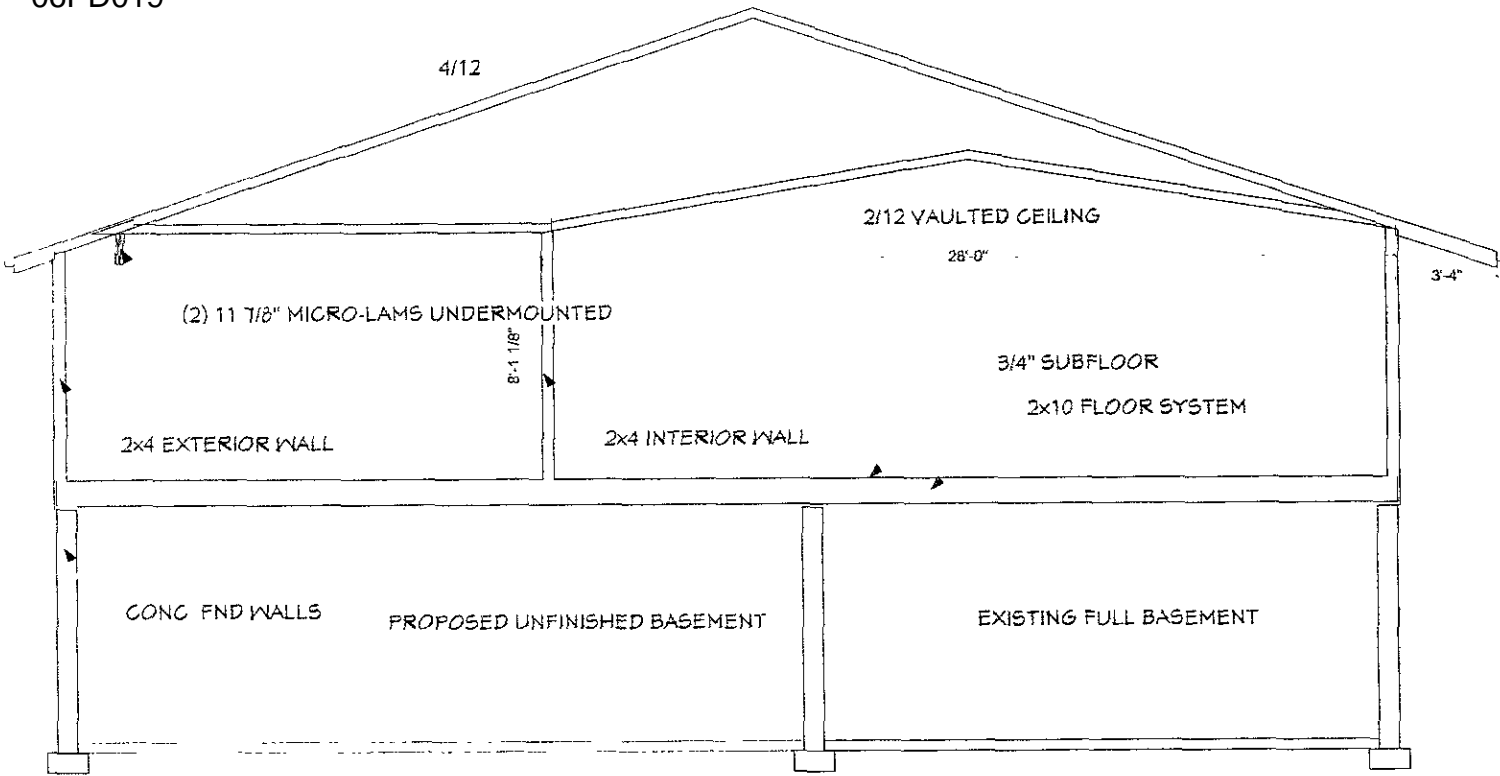 4/12
2/12 VAULTED CEILING
28'-0"
3'-4"
(2) 11 7/8" MICRO-LAMS UNDERMOUNTED
8'-1 1/8"
3/4" SUBFLOOR
2x10 FLOOR SYSTEM
2x4 EXTERIOR WALL
2x4 INTERIOR WALL
CONC FND WALLS
PROPOSED UNFINISHED BASEMENT
EXISTING FULL BASEMENT